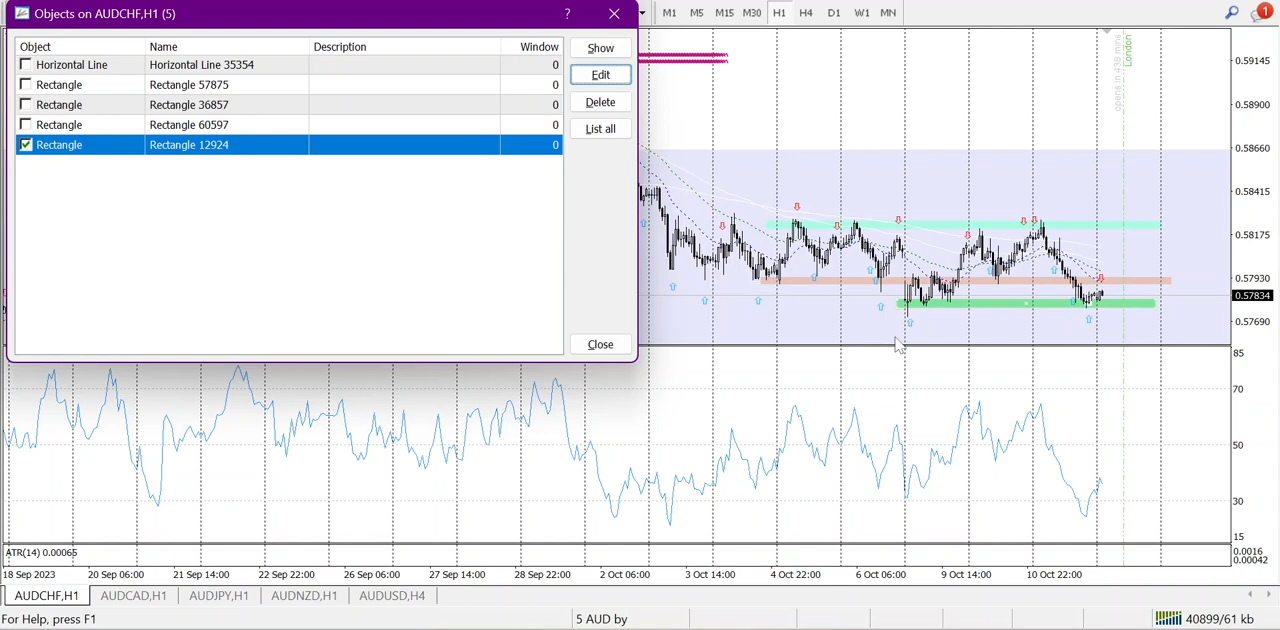 Objects on AUDCHF,H1 (5)
?
M1 M5 M15 M30 H1 H4 D1 W1 MN
1
Object Name Description Window
Horizontal Line Horizontal Line 35354 0
Rectangle Rectangle 57875 0
Rectangle Rectangle 36857 0
Rectangle Rectangle 60597 0
Rectangle Rectangle 12924 0
Show
Edit
Delete
List all
Close
opens in 438 mins
London
0.59145
0.58900
0.58660
0.58415
0.58175
0.57930
0.57834
0.57690
85
70
50
30
15
ATR(14) 0.00065
0.0016
0.00042
18 Sep 2023 20 Sep 06:00 21 Sep 14:00 22 Sep 22:00 26 Sep 06:00 27 Sep 14:00 28 Sep 22:00 2 Oct 06:00 3 Oct 14:00 4 Oct 22:00 6 Oct 06:00 9 Oct 14:00 10 Oct 22:00
AUDCHF,H1 AUDCAD,H1 AUDJPY,H1 AUDNZD,H1 AUDUSD,H4
For Help, press F1 5 AUD by 40899/61 kb